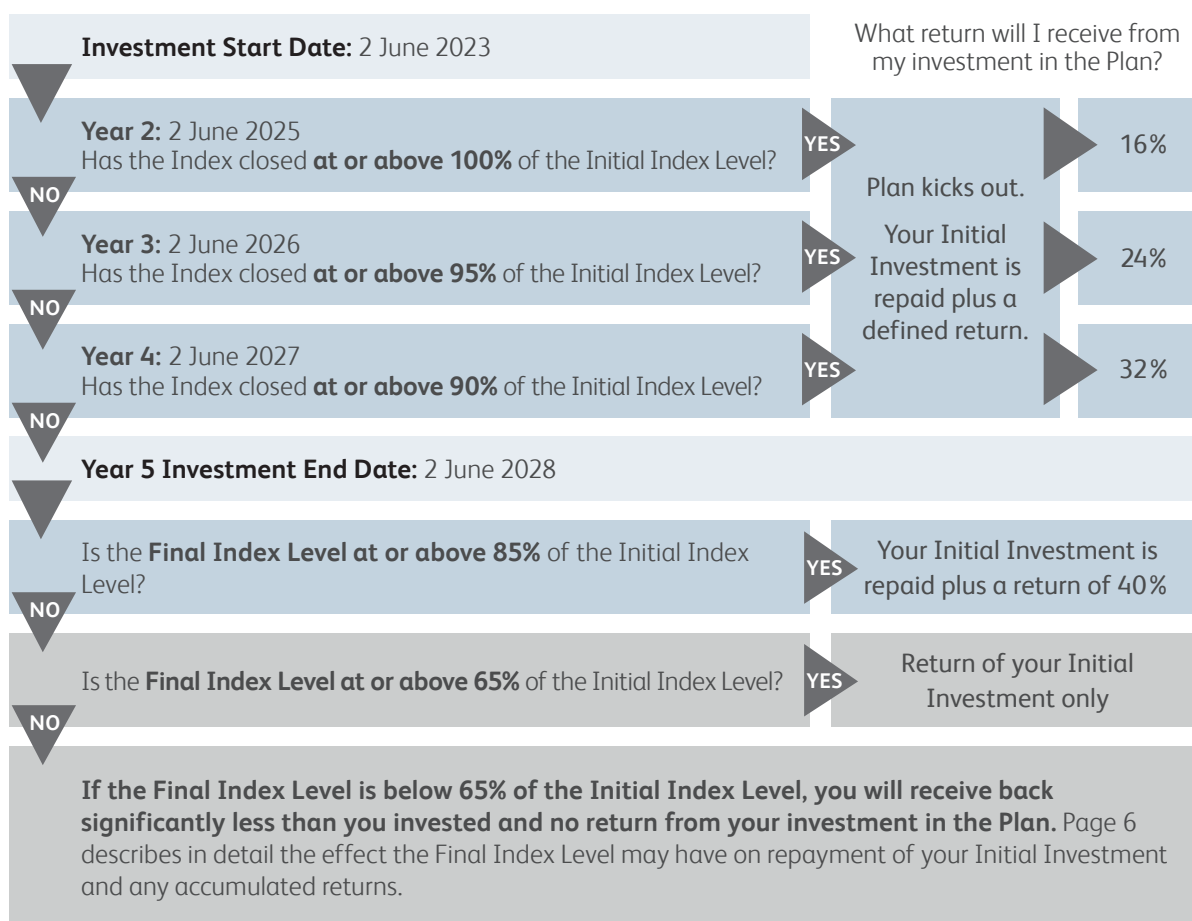 Investment Start Date: 2 June 2023
What return will I receive from
my investment in the Plan?
Year 2: 2 June 2025
Has the Index closed at or above 100% of the Initial Index Level?
YES
16%
NO
Plan kicks out.
Your Initial
Investment is
repaid plus a
defined return.
Year 3: 2 June 2026
Has the Index closed at or above 95% of the Initial Index Level?
YES
24%
NO
Year 4: 2 June 2027
Has the Index closed at or above 90% of the Initial Index Level?
YES
32%
NO
Year 5 Investment End Date: 2 June 2028
Is the Final Index Level at or above 85% of the Initial Index
Level?
YES
Your Initial Investment is
repaid plus a return of 40%
NO
Is the Final Index Level at or above 65% of the Initial Index Level?
YES
Return of your Initial
Investment only
NO
If the Final Index Level is below 65% of the Initial Index Level, you will receive back
significantly less than you invested and no return from your investment in the Plan. Page 6
describes in detail the effect the Final Index Level may have on repayment of your Initial Investment
and any accumulated returns.